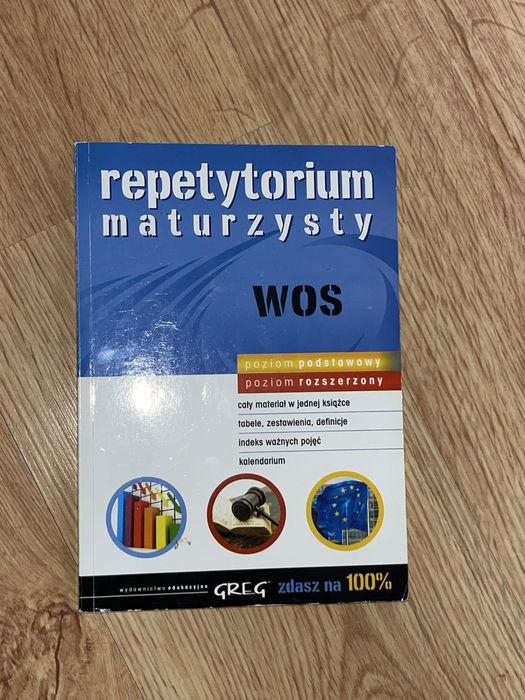 repetytorium
maturzysty
WOS
poziom podstawowy
poziom rozszerzony
cały materiał w jednej książce
tabele, zestawienia, definicje
indeks ważnych pojęć
kalendarium
wydawnictwo edukacyjne GREG zdasz na 100%